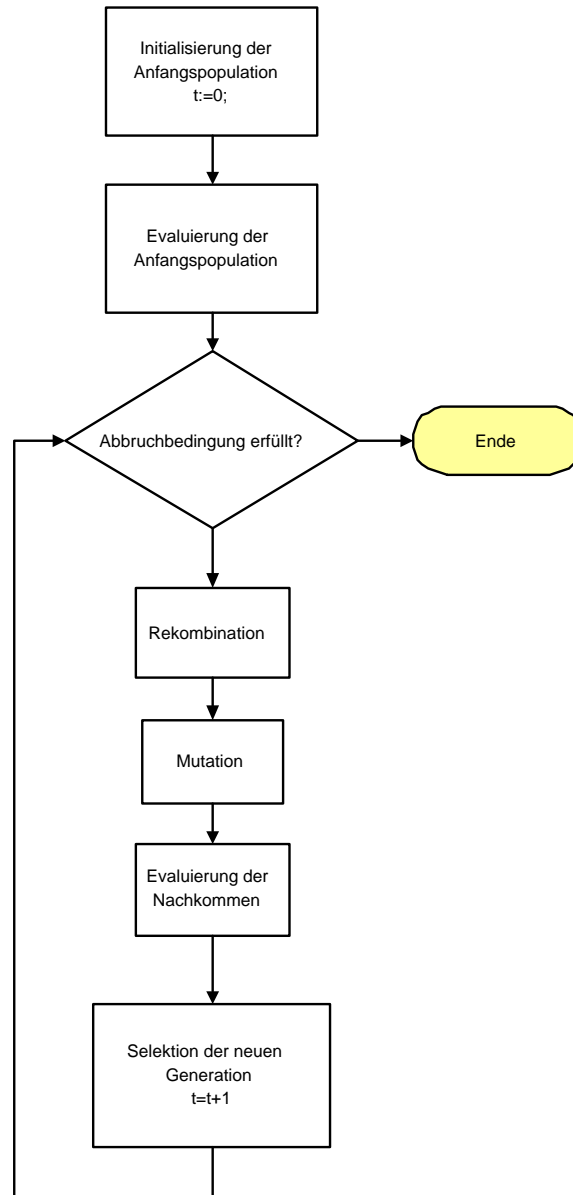 Initialisierung der
Anfangspopulation
t:=0;
Evaluierung der
Anfangspopulation
Abbruchbedingung erfüllt?
Ende
Rekombination
Mutation
Evaluierung der
Nachkommen
Selektion der neuen
Generation
t=t+1